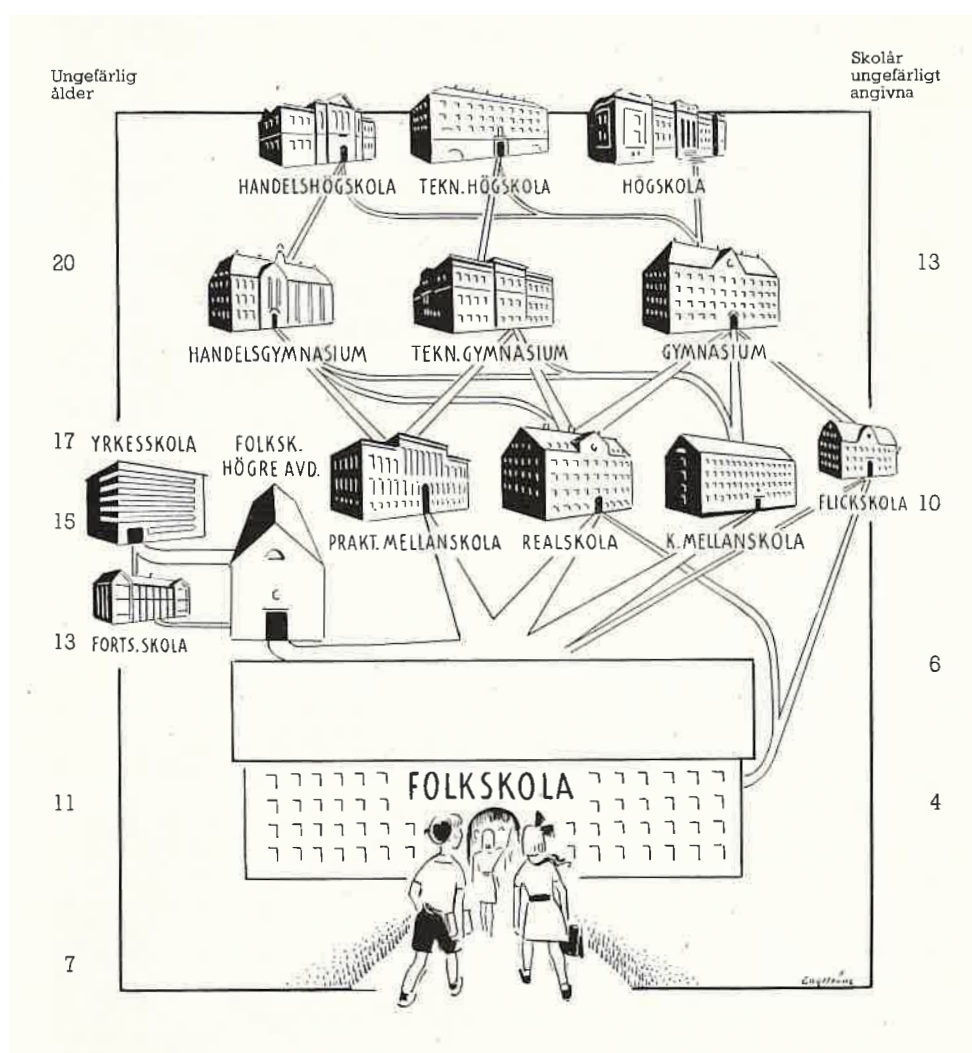 Ungefärlig
ålder
Skolår
ungefärligt
angivna
HANDELSHÖGSKOLA
TEKN. HÖGSKOLA
HÖGSKOLA
20
13
HANDELSGYMNASIUM
TEKN. GYMNASIUM
GYMNASIUM
17
YRKESSKOLA
FOLKSK.
HÖGRE AVD.
15
PRAKT. MELLANSKOLA
REALSKOLA
K. MELLANSKOLA
FLICKSKOLA
10
13
FORTS. SKOLA
6
FOLKSKOLA
11
4
7